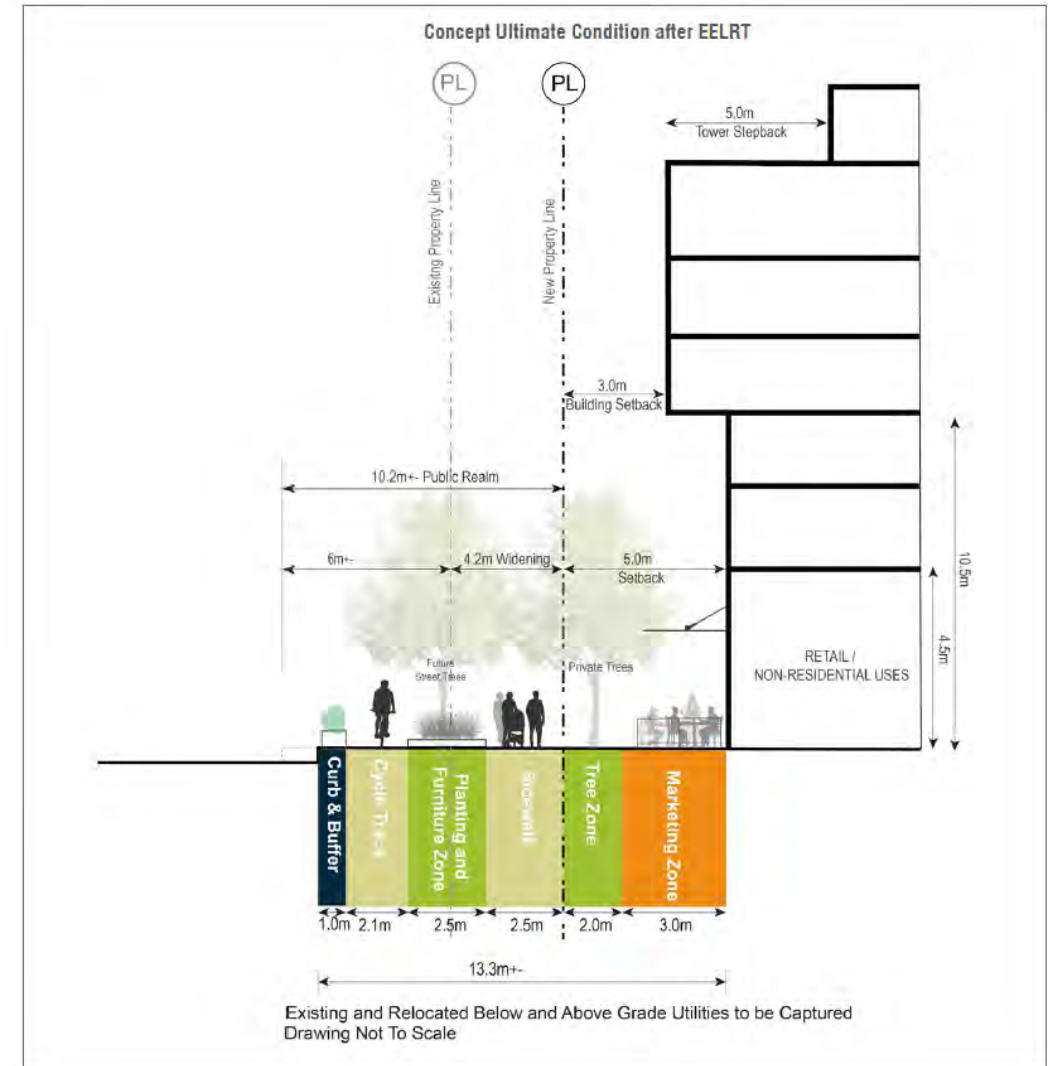 Concept Ultimate Condition after EELRT
PL
PL
5.0m
Tower Stepback
Exisitng Property Line
New Property Line
3.0m
Building Setback
10.2m+- Public Realm
6m+-
4.2m Widening
5.0m
Setback
10.5m
4.5m
Future
Street Trees
Private Trees
RETAIL /
NON-RESIDENTIAL USES
Curb & Buffer
Cycle Track
Planting and
Furniture Zone
Sidewalk
Tree Zone
Marketing Zone
1.0m
2.1m
2.5m
2.5m
2.0m
3.0m
13.3m+-
Existing and Relocated Below and Above Grade Utilities to be Captured
Drawing Not To Scale